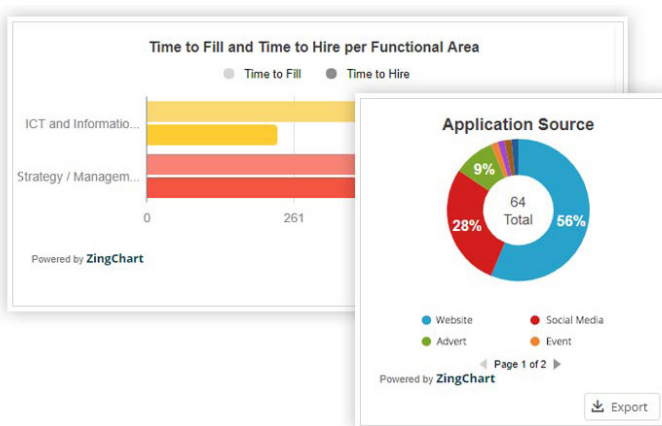 Time to Fill and Time to Hire per Functional Area
Time to Fill Time to Hire
ICT and Informatio...
Strategy / Managem...
0 261
Powered by ZingChart
Application Source
9%
64
Total
28% 56%
Website Social Media
Advert Event
Page 1 of 2
Powered by ZingChart
Export